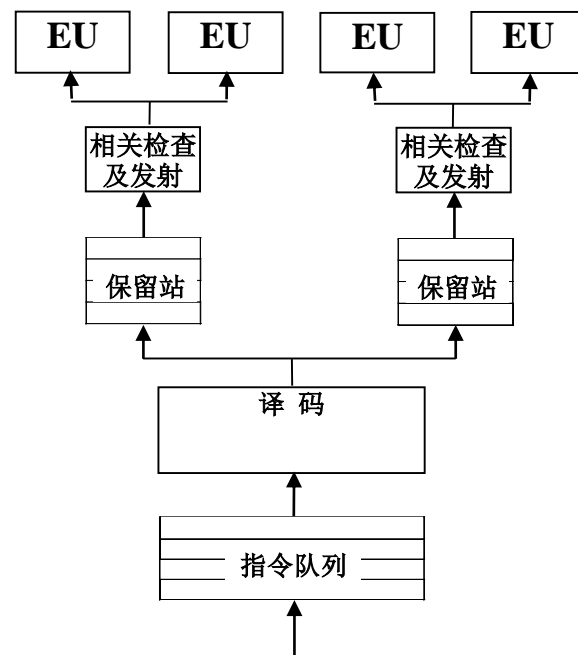 EU EU EU EU
相关检查 相关检查
及发射 及发射
保留站 保留站
译 码
指令队列